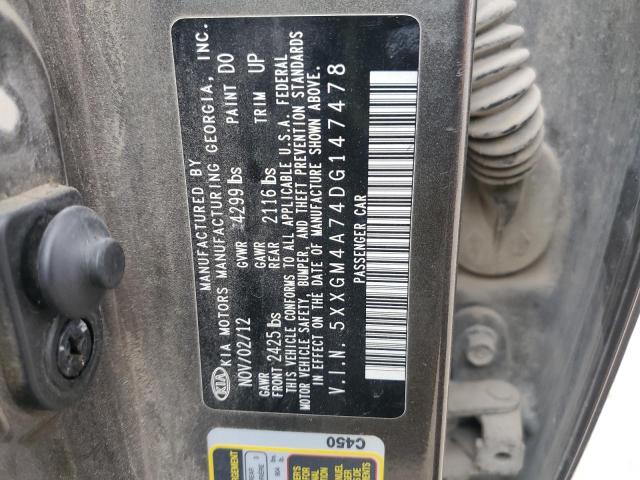 KIA
MANUFACTURED BY
KIA MOTORS MANUFACTURING GEORGIA, INC.
NOV/02/12 GVWR 4299 lbs PAINT DO
GAWR FRONT 2425 lbs GAWR REAR 2116 lbs TRIM UP
THIS VEHICLE CONFORMS TO ALL APPLICABLE U.S.A. FEDERAL
MOTOR VEHICLE SAFETY, BUMPER, AND THEFT PREVENTION STANDARDS
IN EFFECT ON THE DATE OF MANUFACTURE SHOWN ABOVE.
V.I.N. 5XXGM4A74DG147478
PASSENGER CAR
C450